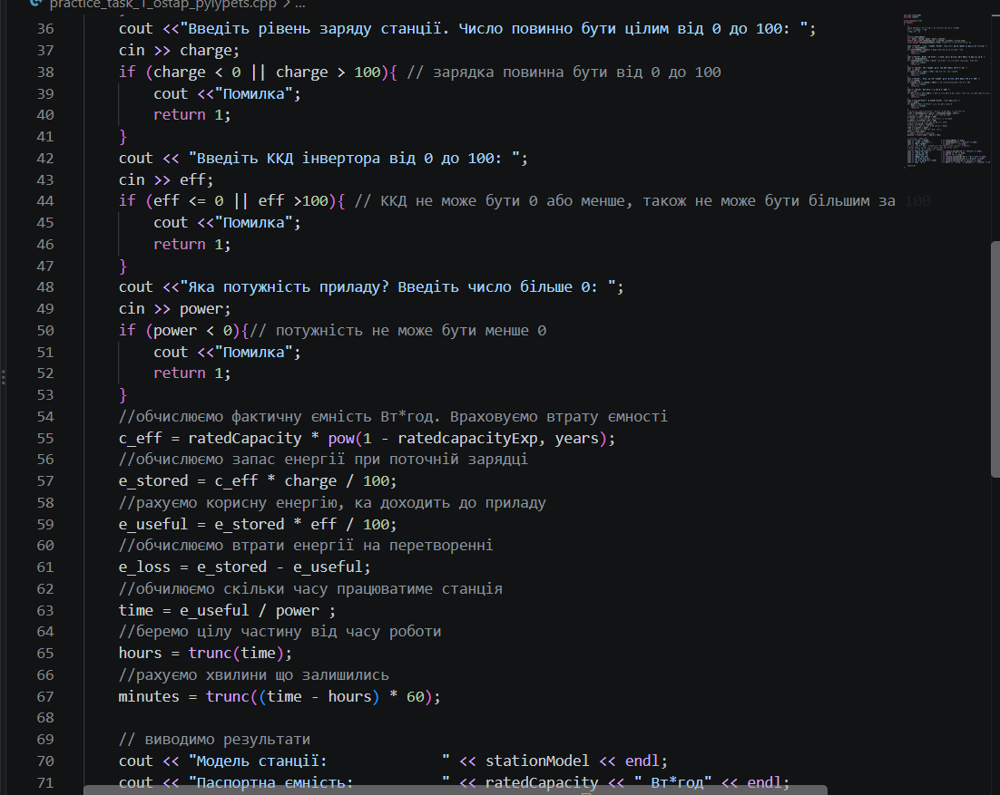 practice_task_1_ostap_pylypets.cpp > ...
36 cout <<"Введіть рівень заряду станції. Число повинно бути цілим від 0 до 100: ";
37 cin >> charge;
38 if (charge < 0 || charge > 100){ // зарядка повинна бути від 0 до 100
39 cout <<"Помилка";
40 return 1;
41 }
42 cout << "Введіть ККД інвертора від 0 до 100: ";
43 cin >> eff;
44 if (eff <= 0 || eff >100){ // ККД не може бути 0 або менше, також не може бути більшим за 100
45 cout <<"Помилка";
46 return 1;
47 }
48 cout <<"Яка потужність приладу? Введіть число більше 0: ";
49 cin >> power;
50 if (power < 0){// потужність не може бути менше 0
51 cout <<"Помилка";
52 return 1;
53 }
54 //обчислюємо фактичну ємність Вт*год. Враховуємо втрату ємності
55 c_eff = ratedCapacity * pow(1 - ratedcapacityExp, years);
56 //обчислюємо запас енергії при поточній зарядці
57 e_stored = c_eff * charge / 100;
58 //рахуємо корисну енергію, ка доходить до приладу
59 e_useful = e_stored * eff / 100;
60 //обчислюємо втрати енергії на перетворенні
61 e_loss = e_stored - e_useful;
62 //обчилюємо скільки часу працюватиме станція
63 time = e_useful / power ;
64 //беремо цілу частину від часу роботи
65 hours = trunc(time);
66 //рахуємо хвилини що залишились
67 minutes = trunc((time - hours) * 60);
68
69 // виводимо результати
70 cout << "Модель станції: " << stationModel << endl;
71 cout << "Паспортна ємність: " << ratedCapacity << " Вт*год" << endl;